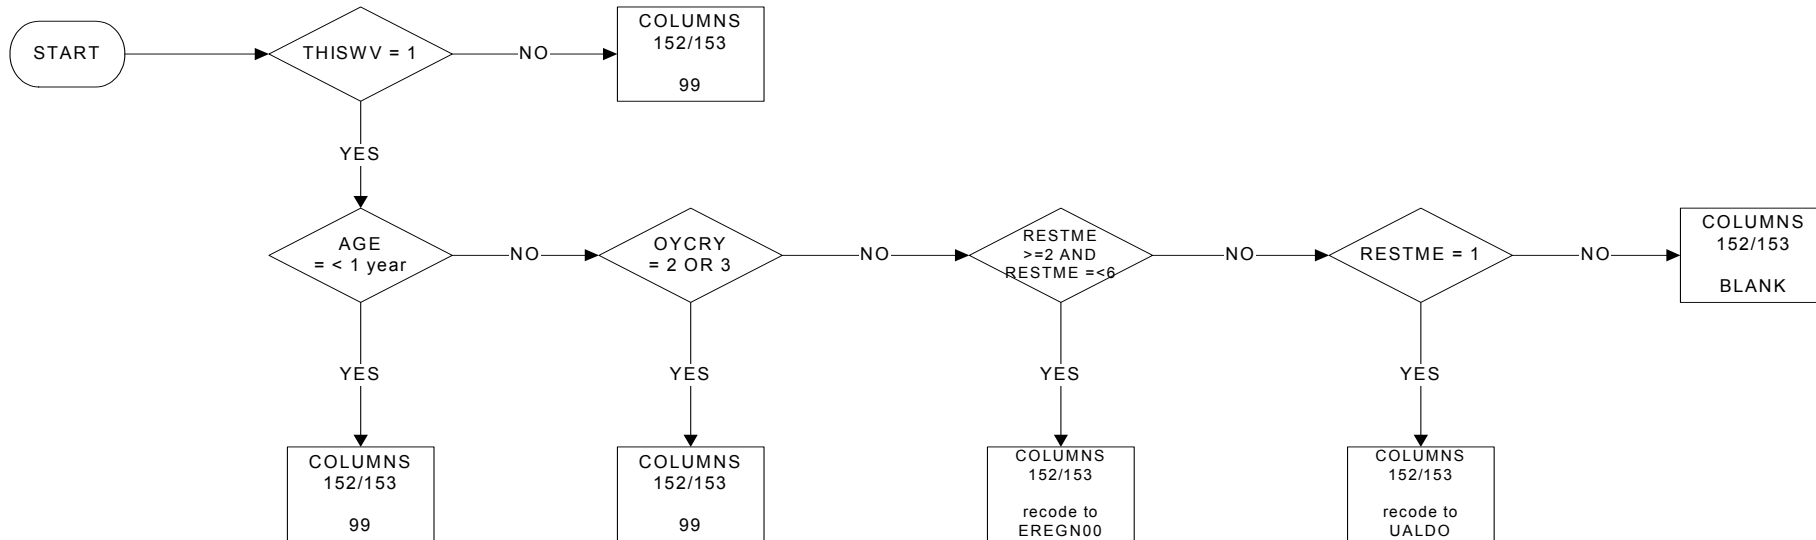 START
THISWV = 1
NO
COLUMNS
152/153
99
YES
AGE
= < 1 year
NO
OYCRY
= 2 OR 3
NO
RESTME
>=2 AND
RESTME =<6
NO
RESTME = 1
NO
COLUMNS
152/153
BLANK
YES
YES
YES
YES
COLUMNS
152/153
99
COLUMNS
152/153
99
COLUMNS
152/153
recode to
EREGN00
COLUMNS
152/153
recode to
UALDO